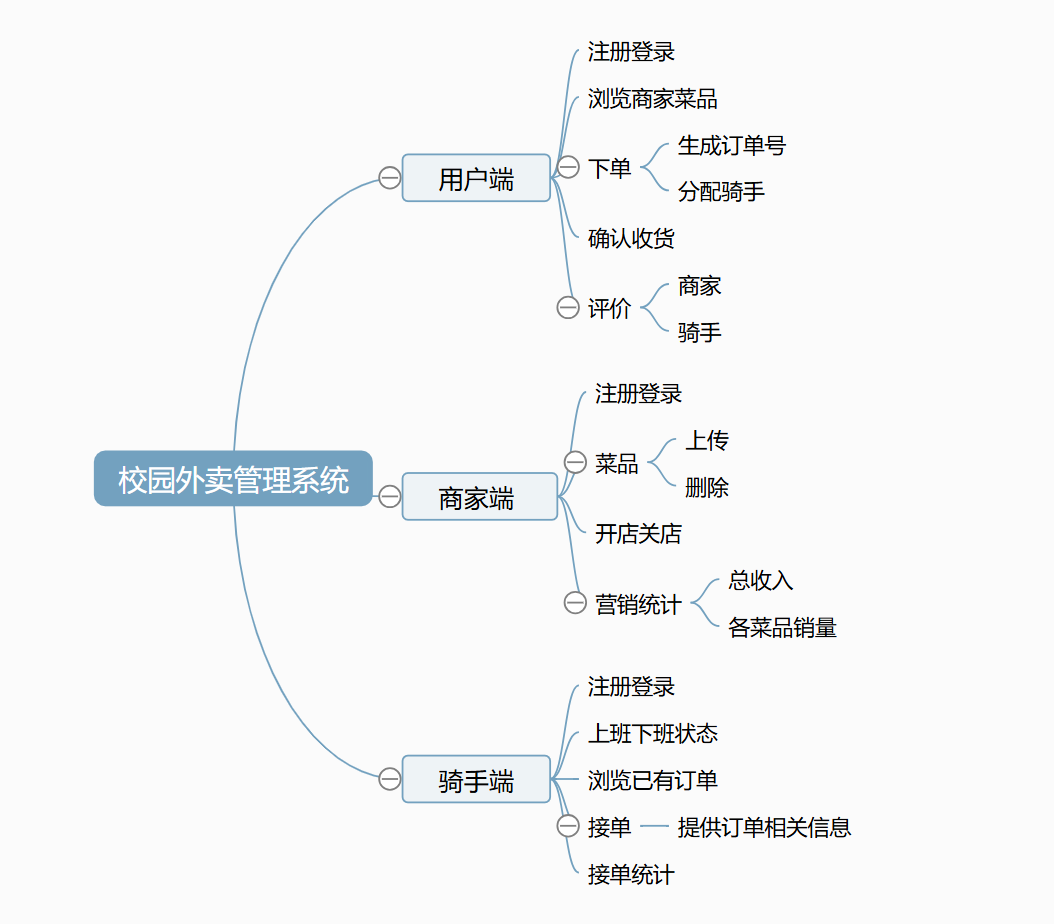 校园外卖管理系统
用户端
注册登录
浏览商家菜品
下单
生成订单号
分配骑手
确认收货
评价
商家
骑手
商家端
注册登录
菜品
上传
删除
开店关店
营销统计
总收入
各菜品销量
骑手端
注册登录
上班下班状态
浏览已有订单
接单
提供订单相关信息
接单统计